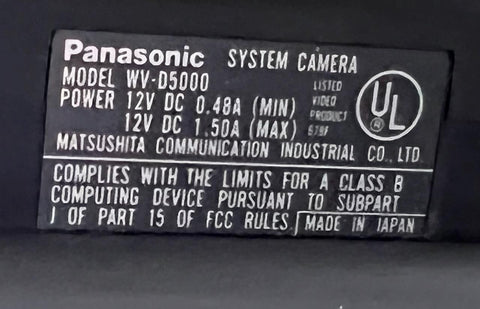 Panasonic SYSTEM CAMERA
MODEL WV-D5000
POWER 12V DC 0.48A (MIN)
12V DC 1.50A (MAX)
LISTED
VIDEO
PRODUCT
UL
®
MATSUSHITA COMMUNICATION INDUSTRIAL CO., LTD.
COMPLIES WITH THE LIMITS FOR A CLASS B
COMPUTING DEVICE PURSUANT TO SUBPART
J OF PART 15 OF FCC RULES.
MADE IN JAPAN